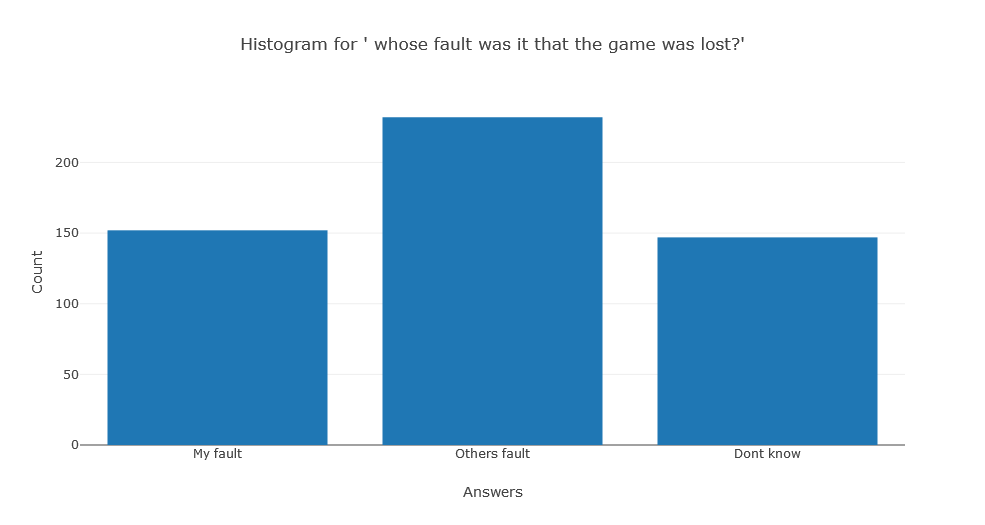 Histogram for ' whose fault was it that the game was lost?'
200
150
100
50
0
Count
My fault
Others fault
Dont know
Answers